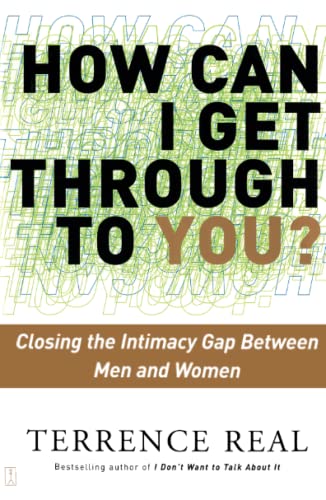 HOW CAN
I GET
THROUGH
TO YOU?
Closing the Intimacy Gap Between
Men and Women
TERRENCE REAL
Bestselling author of I Don't Want to Talk About It